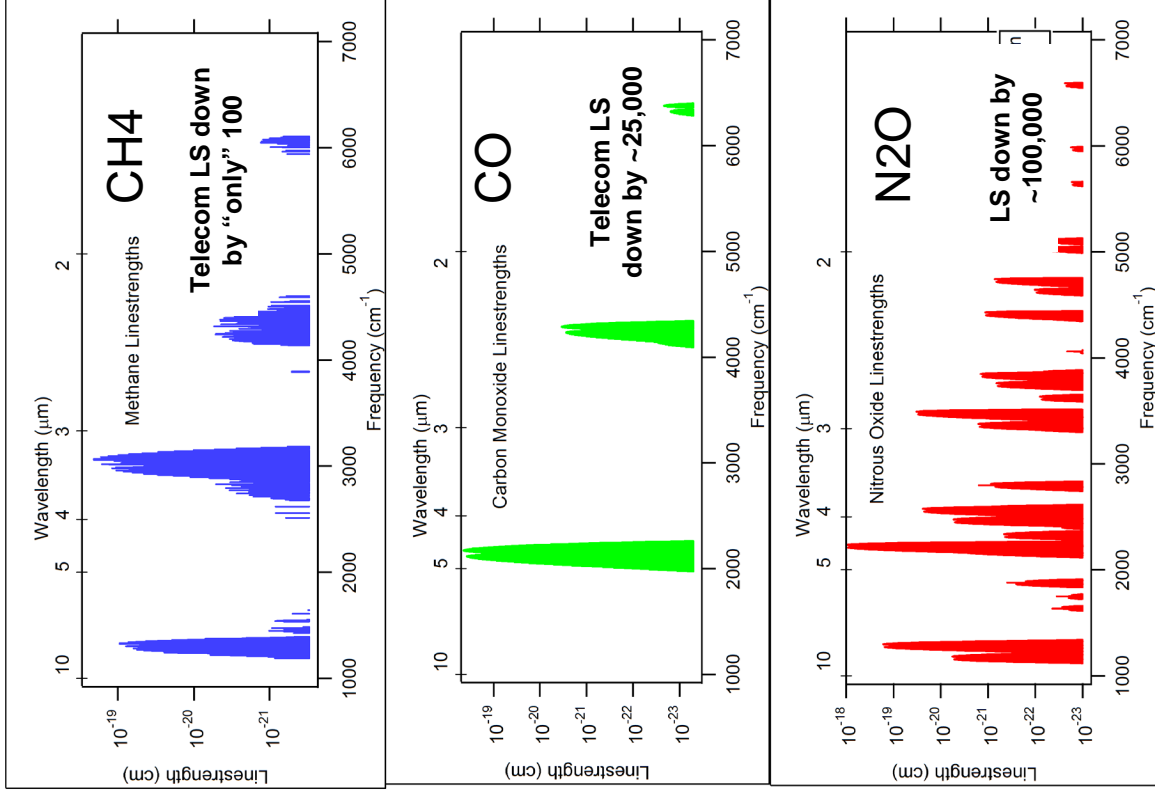 Wavelength (μm)
10
5
4
3
2
Methane Linestrengths
CH4
Telecom LS down
by “only” 100
Linestrength (cm)
10-19
10-20
10-21
1000
2000
3000
4000
5000
6000
7000
Frequency (cm-1)
Wavelength (μm)
10
5
4
3
2
Carbon Monoxide Linestrengths
CO
Telecom LS
down by ~25,000
Linestrength (cm)
10-19
10-20
10-21
10-22
10-23
1000
2000
3000
4000
5000
6000
7000
Frequency (cm-1)
Wavelength (μm)
10
5
4
3
2
Nitrous Oxide Linestrengths
N2O
LS down by
~100,000
n
Linestrength (cm)
10-18
10-19
10-20
10-21
10-22
10-23
1000
2000
3000
4000
5000
6000
7000
Frequency (cm-1)